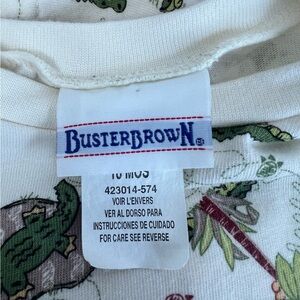 BUSTERBROWN®
MOS
423014-574
VOIR L'ENVERS
VER AL DORSO PARA
INSTRUCCIONES DE CUIDADO
FOR CARE SEE REVERSE